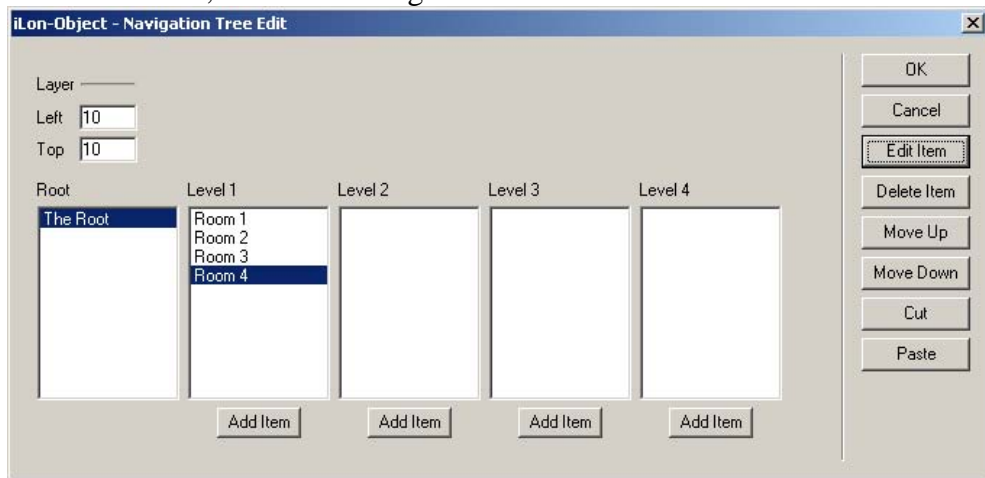 iLon-Object - Navigation Tree Edit
Layer
Left 10
Top 10
Root Level 1 Level 2 Level 3 Level 4
The Root
Room 1
Room 2
Room 3
Room 4
Add Item Add Item Add Item Add Item
OK
Cancel
Edit Item
Delete Item
Move Up
Move Down
Cut
Paste